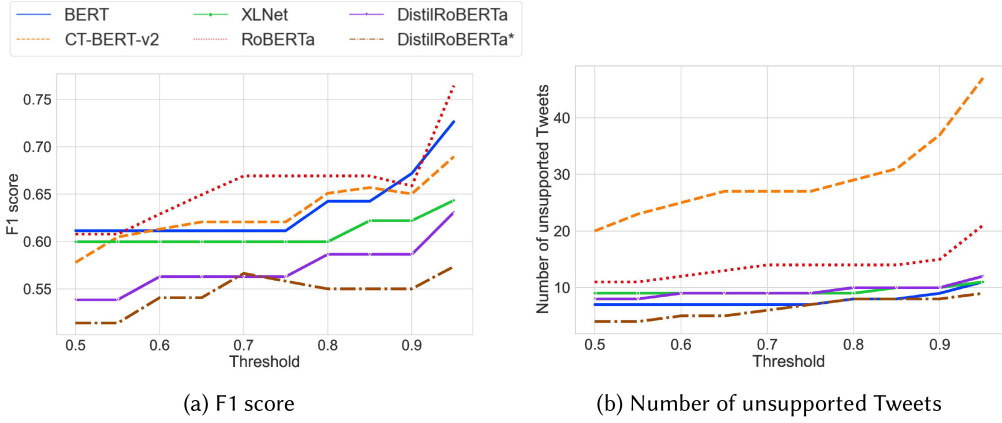 BERT
XLNet
DistilRoBERTa
CT-BERT-v2
RoBERTa
DistilRoBERTa*
F1 score
0.75
0.70
0.65
0.60
0.55
0.5
0.6
0.7
0.8
0.9
Threshold
(a) F1 score
Number of unsupported Tweets
40
30
20
10
0.5
0.6
0.7
0.8
0.9
Threshold
(b) Number of unsupported Tweets